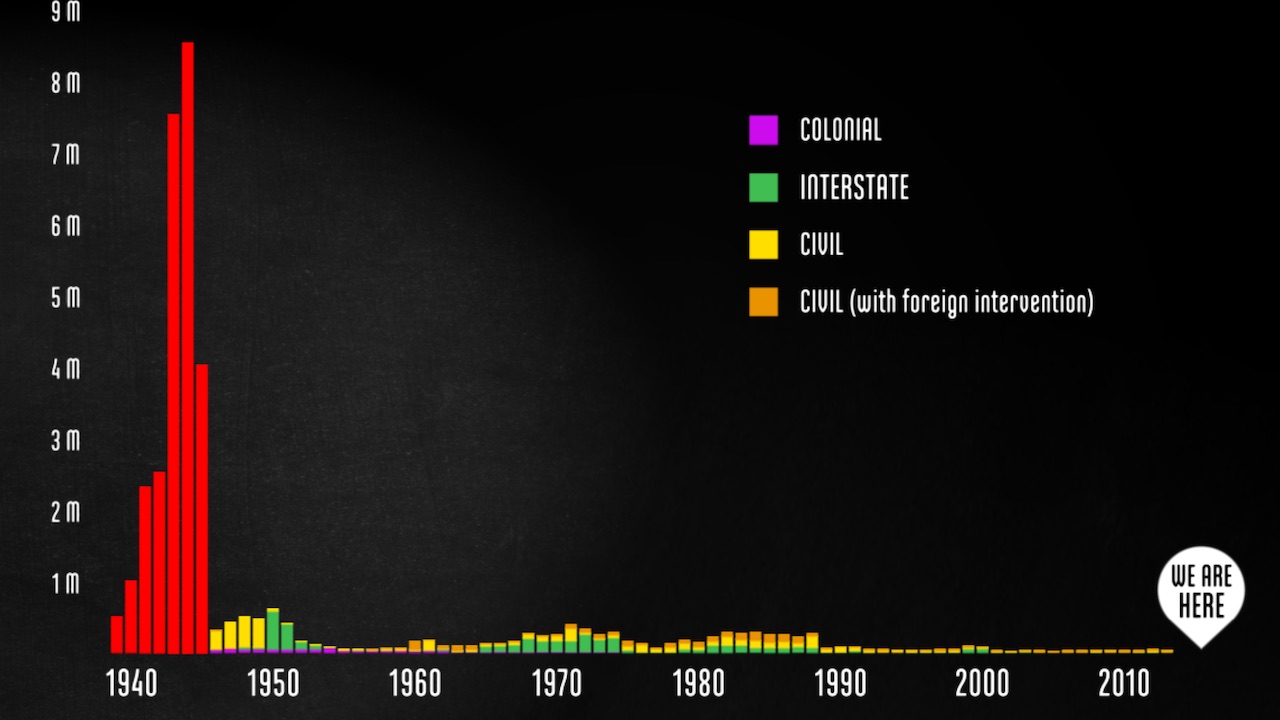 9 M
8 M
7 M
6 M
5 M
4 M
3 M
2 M
1 M
COLONIAL
INTERSTATE
CIVIL
CIVIL (with foreign intervention)
WE ARE
HERE
1940 1950 1960 1970 1980 1990 2000 2010